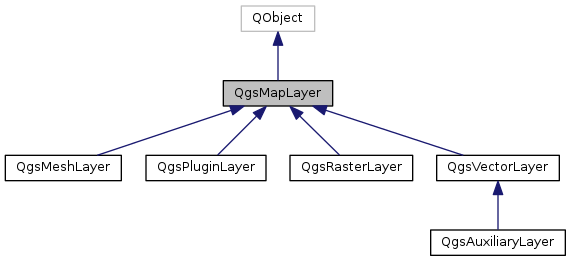 QObject
QgsMapLayer
QgsMeshLayer
QgsPluginLayer
QgsRasterLayer
QgsVectorLayer
QgsAuxiliaryLayer